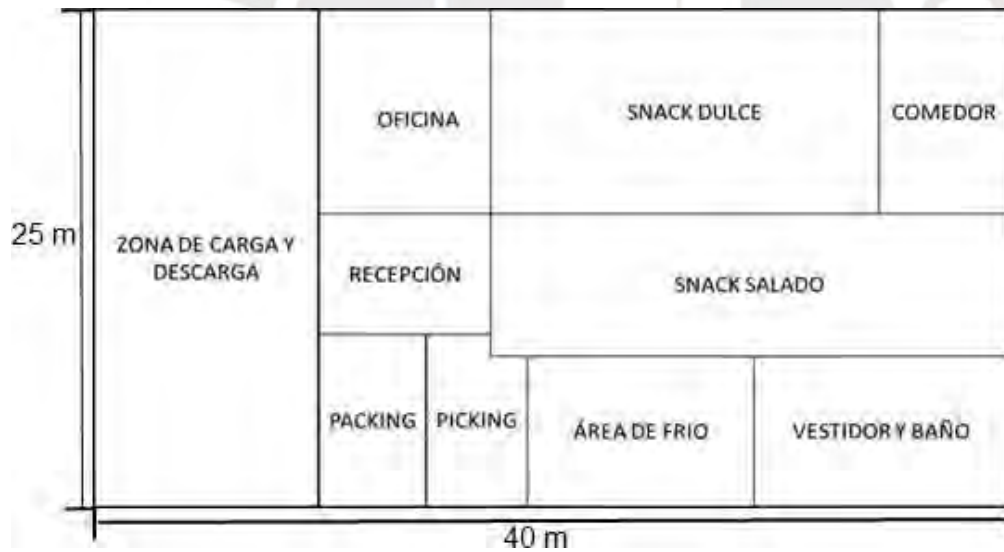 OFICINA
SNACK DULCE
COMEDOR
25 m
ZONA DE CARGA Y
DESCARGA
RECEPCIÓN
SNACK SALADO
PACKING
PICKING
ÁREA DE FRIO
VESTIDOR Y BAÑO
40 m